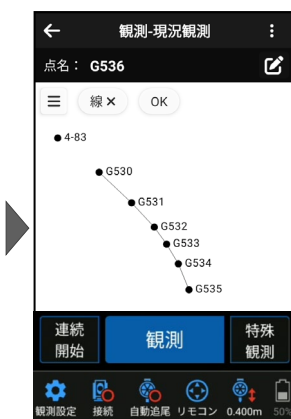 観測-現況観測
点名： G536
線 ×
OK
4-83
G530
G531
G532
G533
G534
G535
連続
開始
観測
特殊
観測
観測設定 接続 自動追尾 リモコン 0.400m 50%